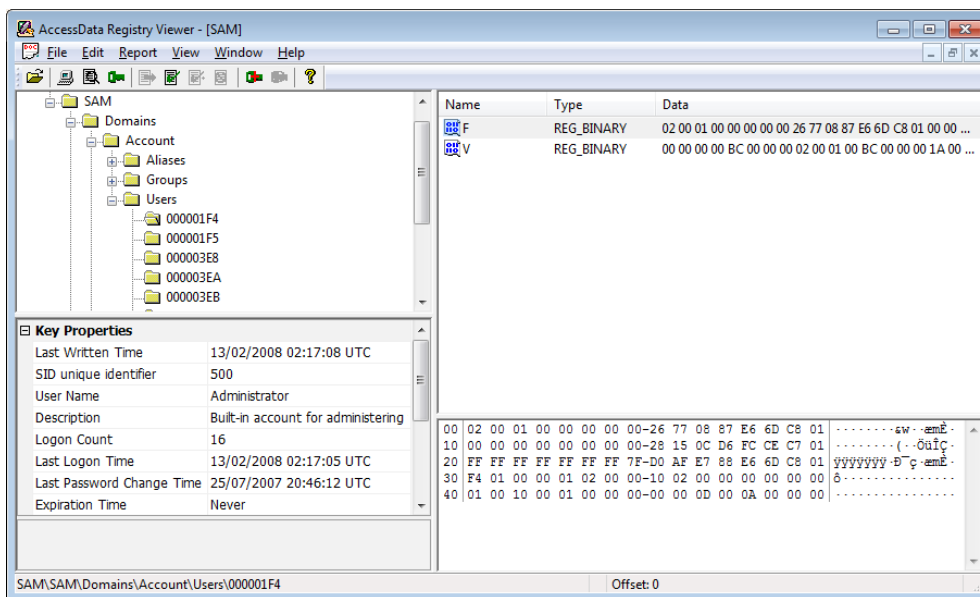 AccessData Registry Viewer - [SAM]
File Edit Report View Window Help
SAM
Domains
Account
Aliases
Groups
Users
000001F4
000001F5
000003E8
000003EA
000003EB
Name Type Data
F REG_BINARY 02 00 01 00 00 00 00 00 26 77 08 87 E6 6D C8 01 00 00 ...
V REG_BINARY 00 00 00 00 BC 00 00 00 02 00 01 00 BC 00 00 00 1A 00 ...
Key Properties
Last Written Time 13/02/2008 02:17:08 UTC
SID unique identifier 500
User Name Administrator
Description Built-in account for administering
Logon Count 16
Last Logon Time 13/02/2008 02:17:05 UTC
Last Password Change Time 25/07/2007 20:46:12 UTC
Expiration Time Never
00 02 00 01 00 00 00 00 00-26 77 08 87 E6 6D C8 01 ········&w··æmÈ·
10 00 00 00 00 00 00 00 00-28 15 0C D6 FC CE C7 01 ········(··ÖüÎÇ·
20 FF FF FF FF FF FF FF 7F-D0 AF E7 88 E6 6D C8 01 ÿÿÿÿÿÿÿ·Ð¯ç·æmÈ·
30 F4 01 00 00 01 02 00 00-10 02 00 00 00 00 00 00 ô···············
40 01 00 10 00 01 00 00 00-00 00 0D 00 0A 00 00 00 ················
SAM\SAM\Domains\Account\Users\000001F4 Offset: 0